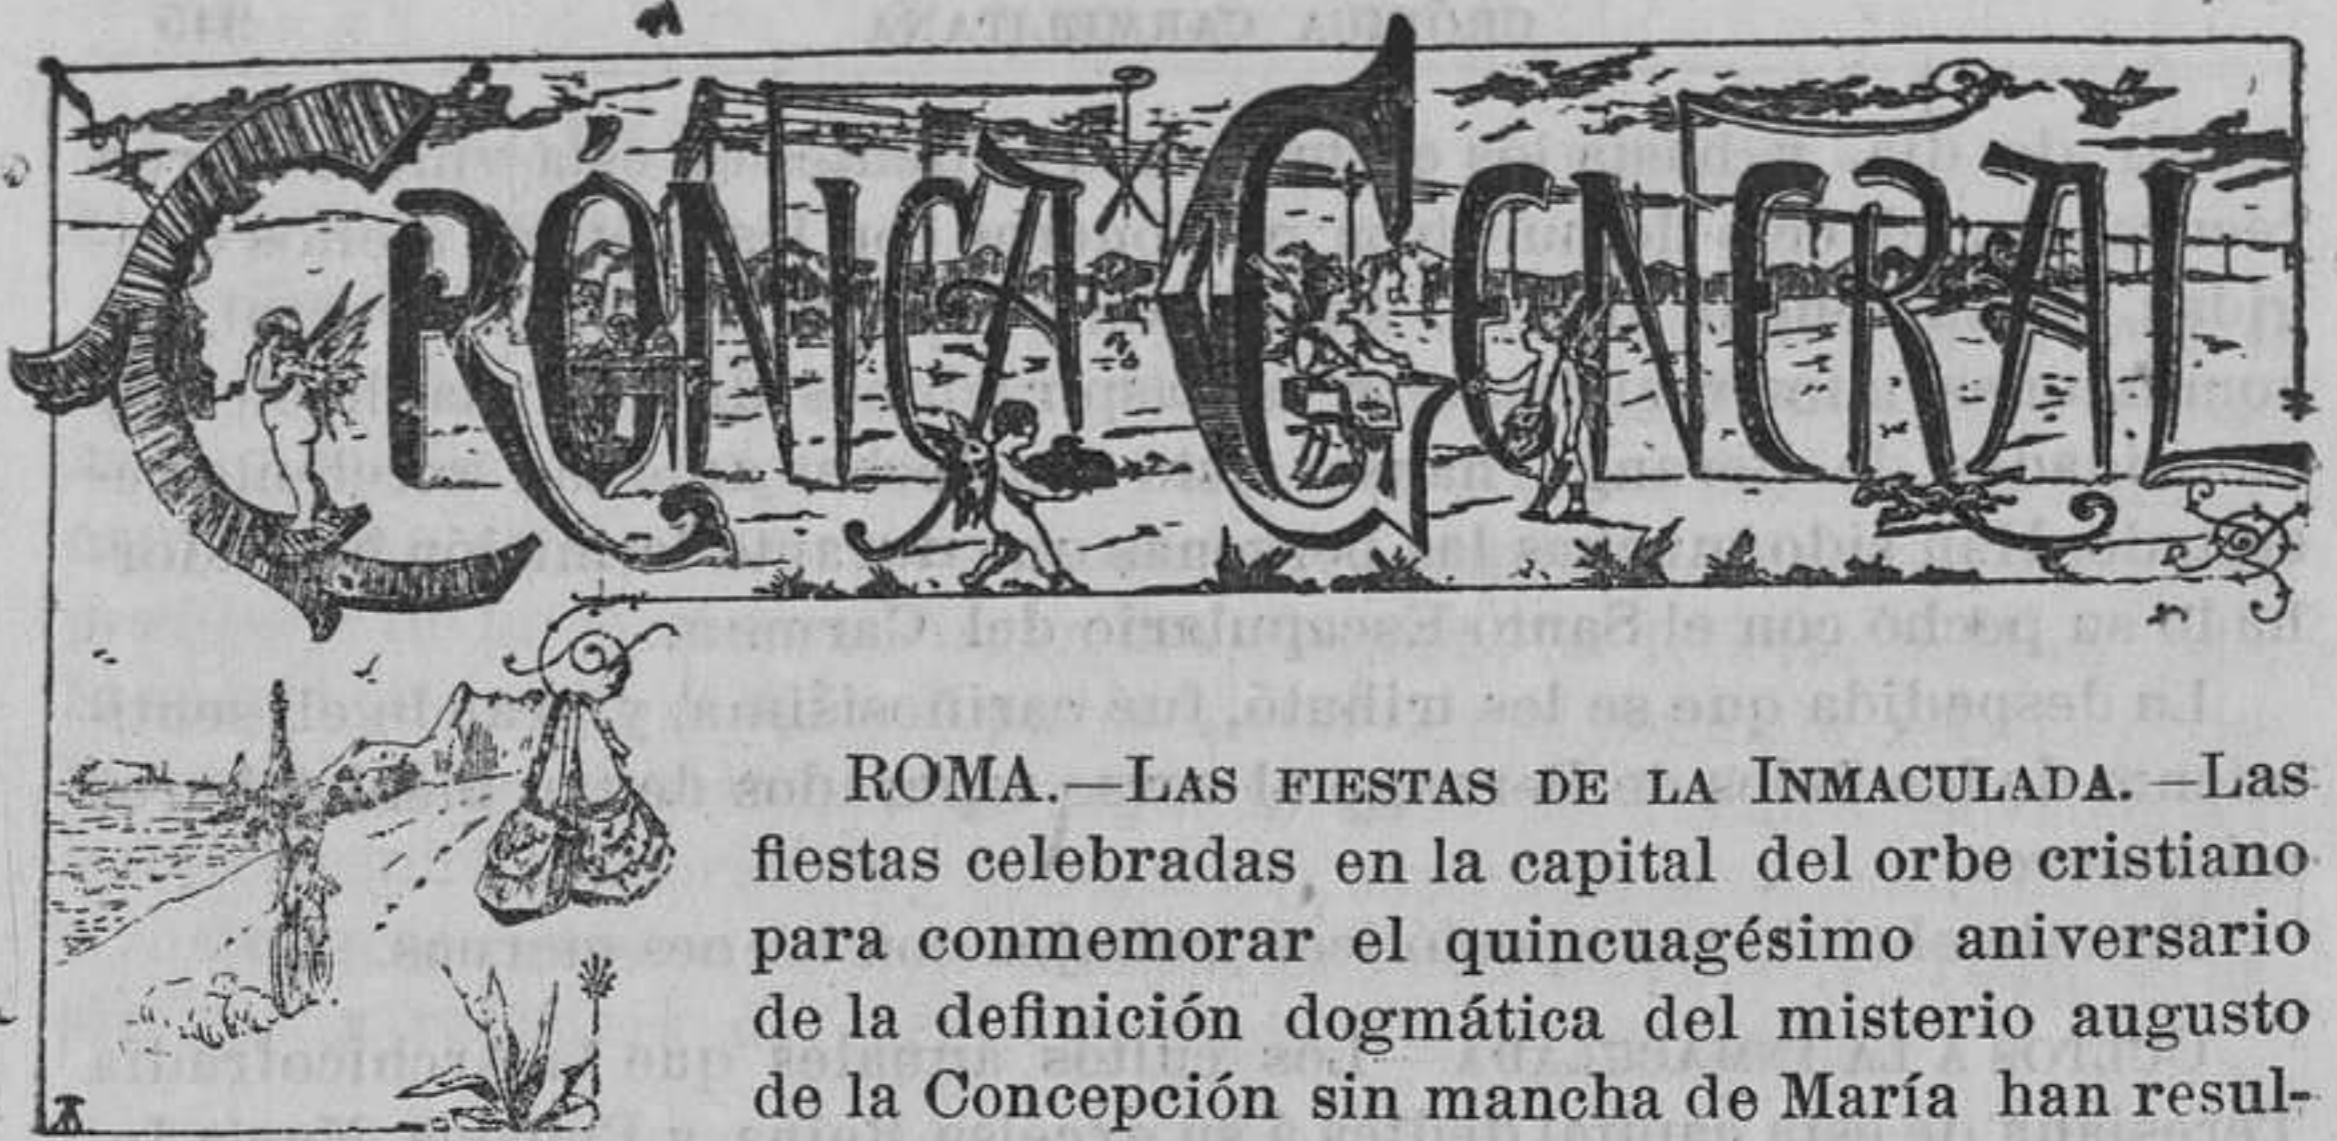 CRÓNICA GENERAL
ROMA.—LAS FIESTAS DE LA INMACULADA.—Las
fiestas celebradas en la capital del orbe cristiano
para conmemorar el quincuagésimo aniversario
de la definición dogmática del misterio augusto
de la Concepción sin mancha de María han resul-